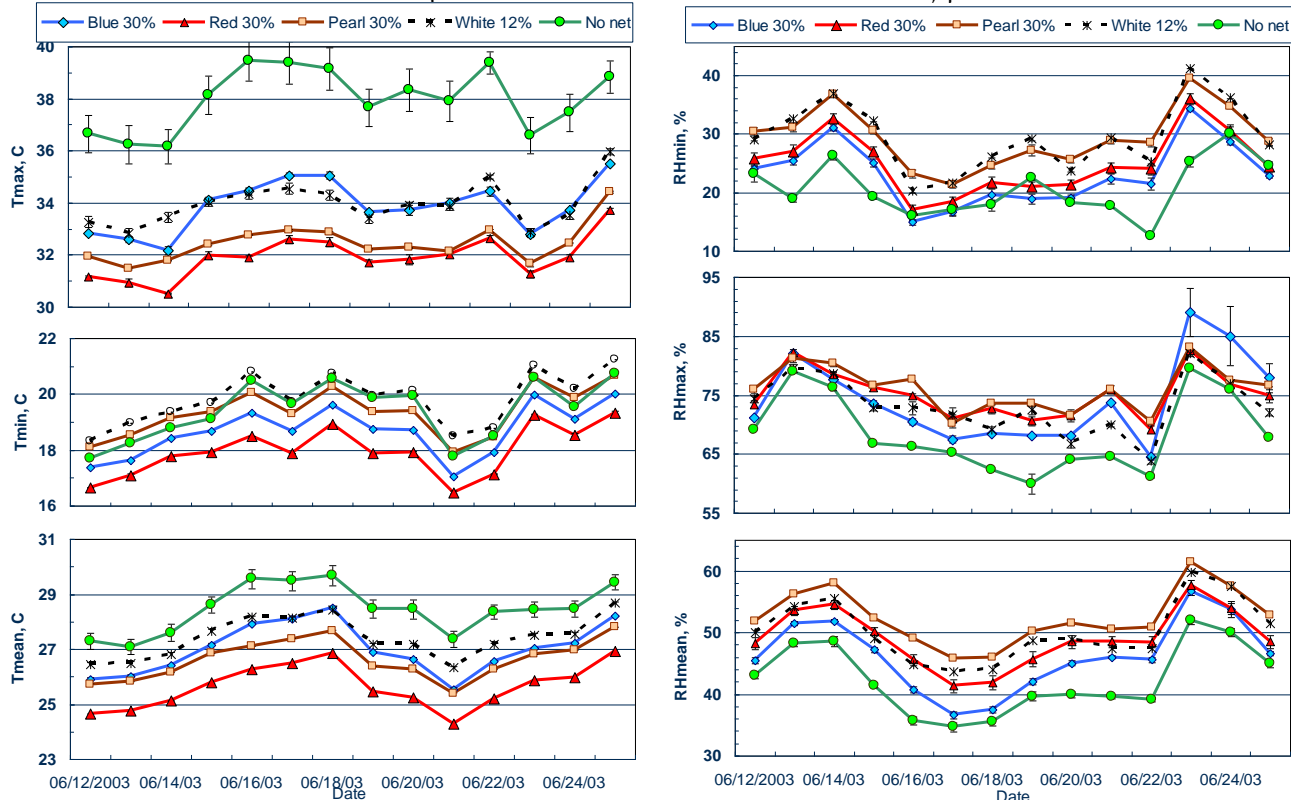 Blue 30% Red 30% Pearl 30% White 12% No net
40
38
36
34
32
30
Tmax, C
22
20
18
16
Tmin, C
31
29
27
25
23
Tmean, C
06/12/2003 06/14/03 06/16/03 06/18/03 06/20/03 06/22/03 06/24/03
Date
Blue 30% Red 30% Pearl 30% White 12% No net
40
30
20
10
RHmin, %
95
85
75
65
55
RHmax, %
60
50
40
30
RHmean, %
06/12/2003 06/14/03 06/16/03 06/18/03 06/20/03 06/22/03 06/24/03
Date